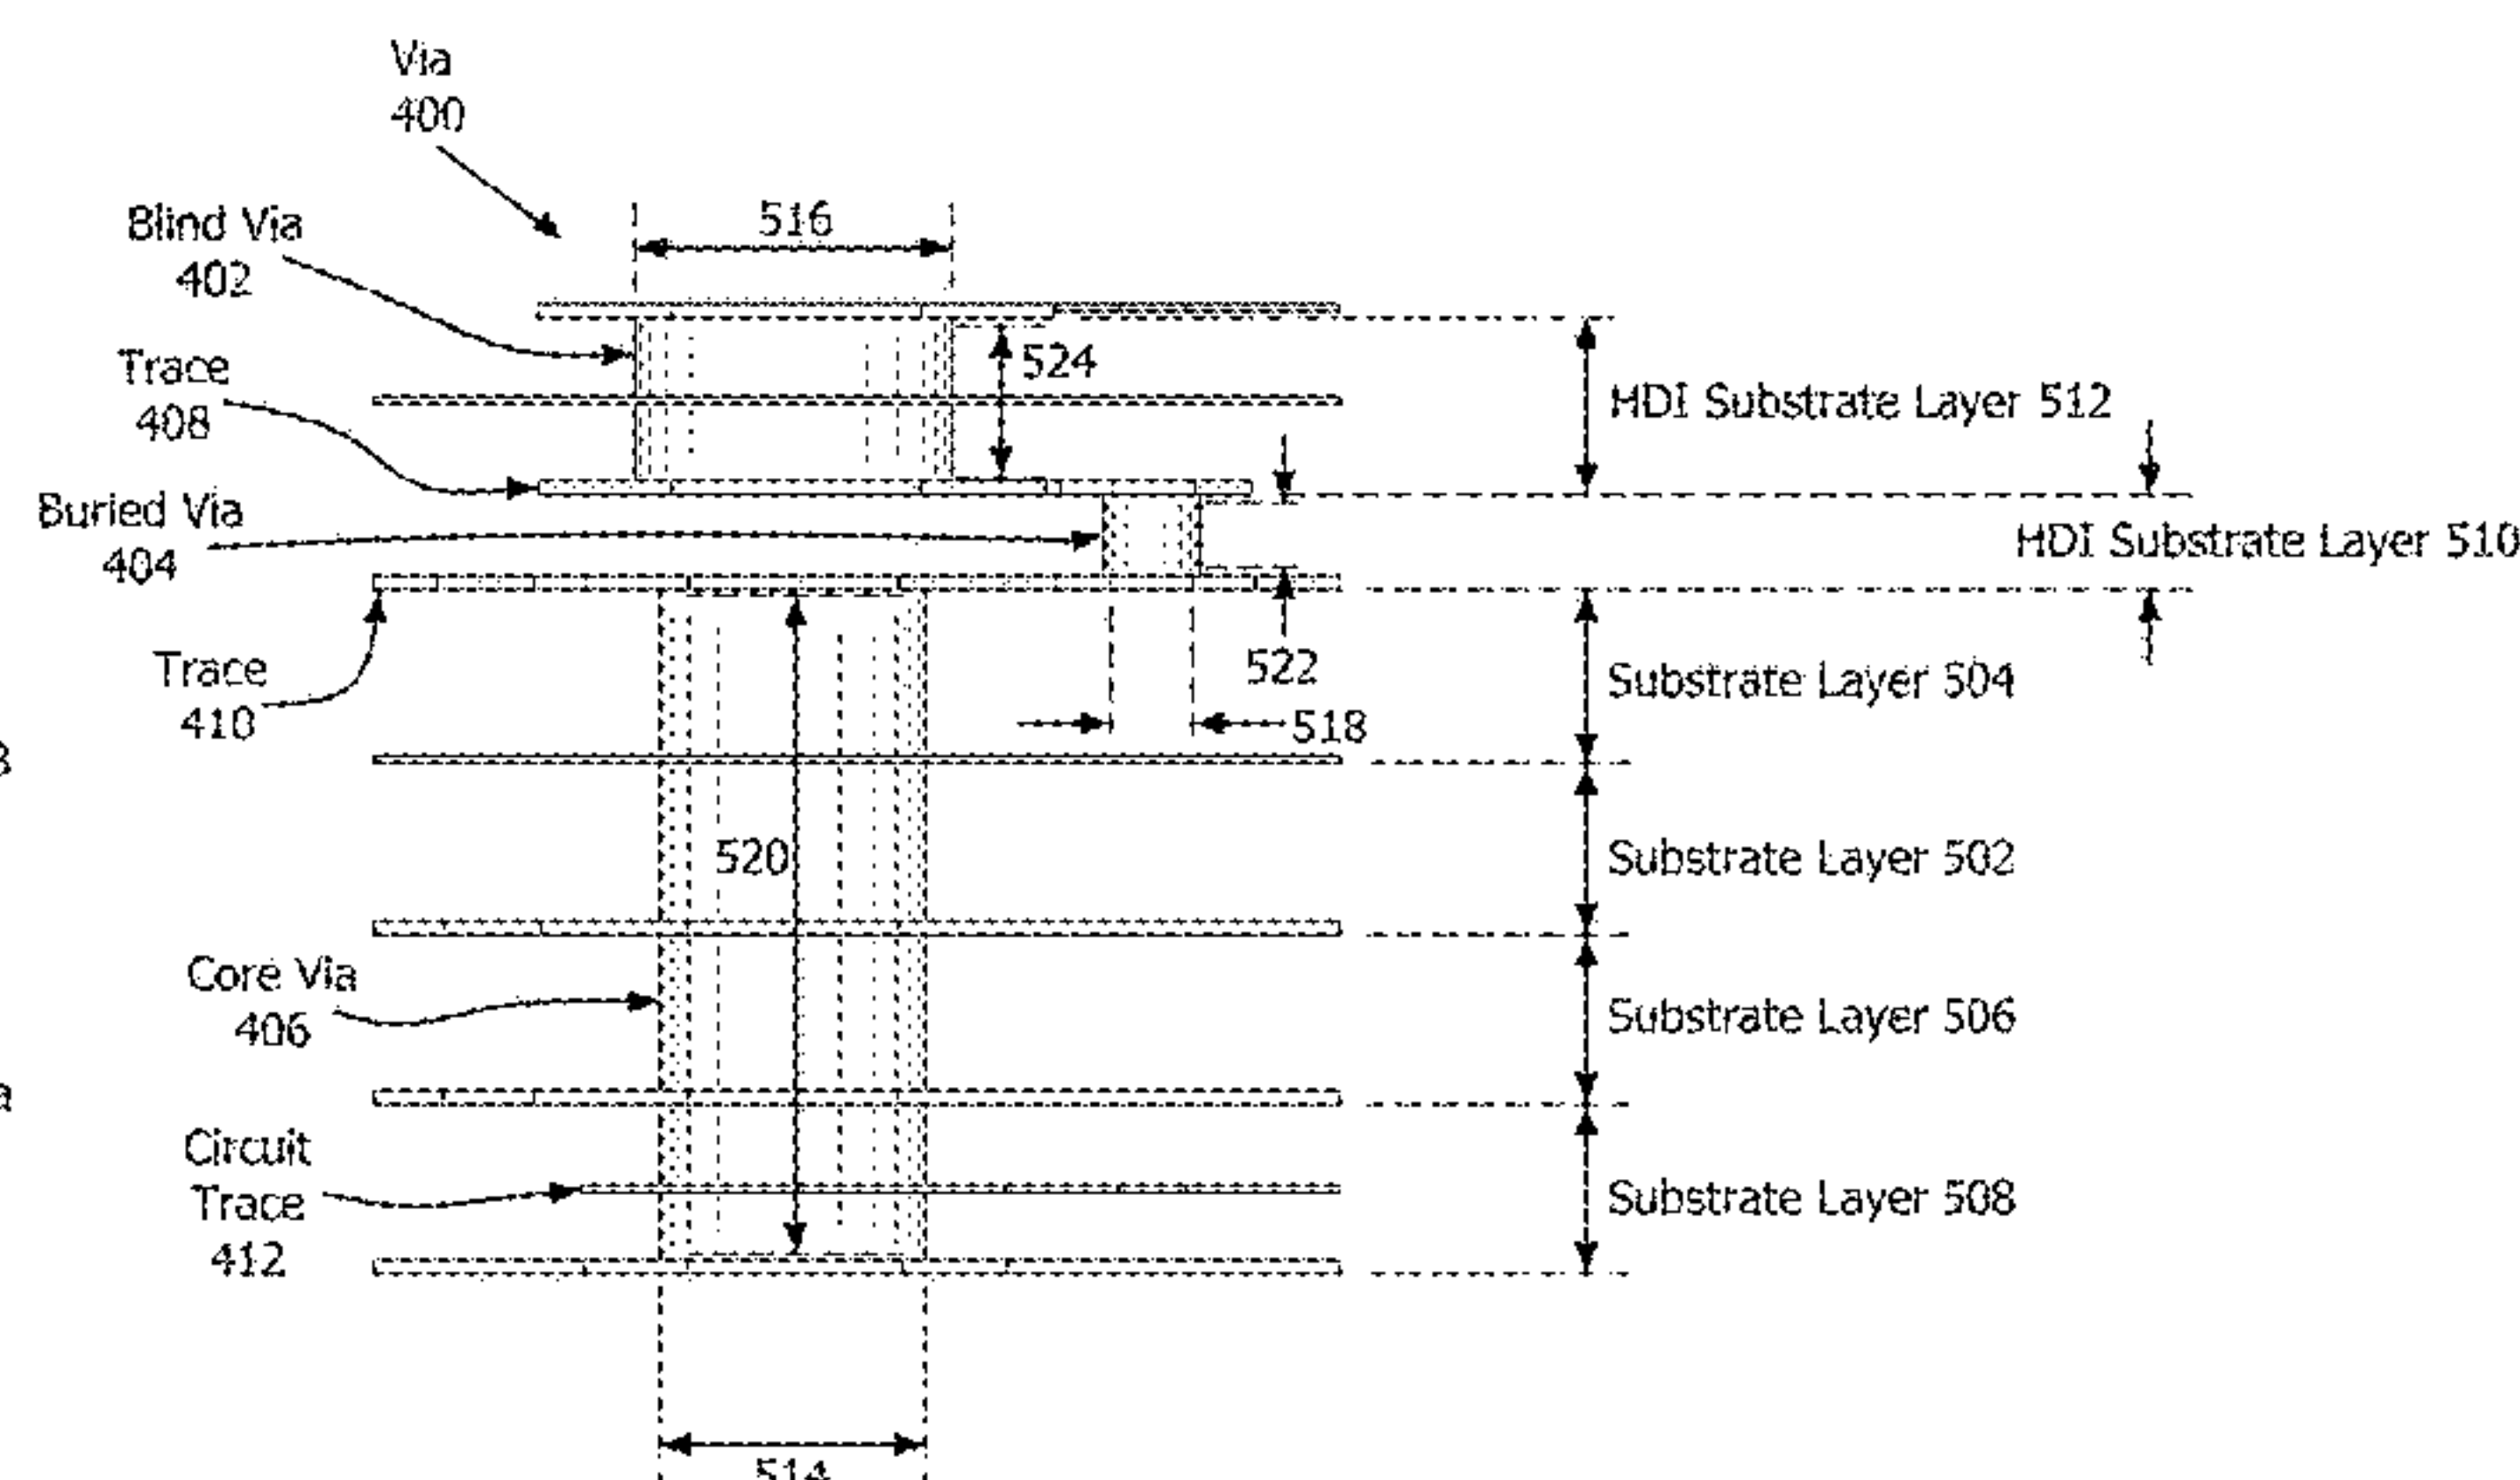 Via
400
516
Blind Via
402
524
Trace
408
HDI Substrate Layer 512
Buried Via
404
HDI Substrate Layer 510
522
Trace
410
Substrate Layer 504
518
520
Substrate Layer 502
Core Via
406
Substrate Layer 506
Circuit
Trace
412
Substrate Layer 508
514